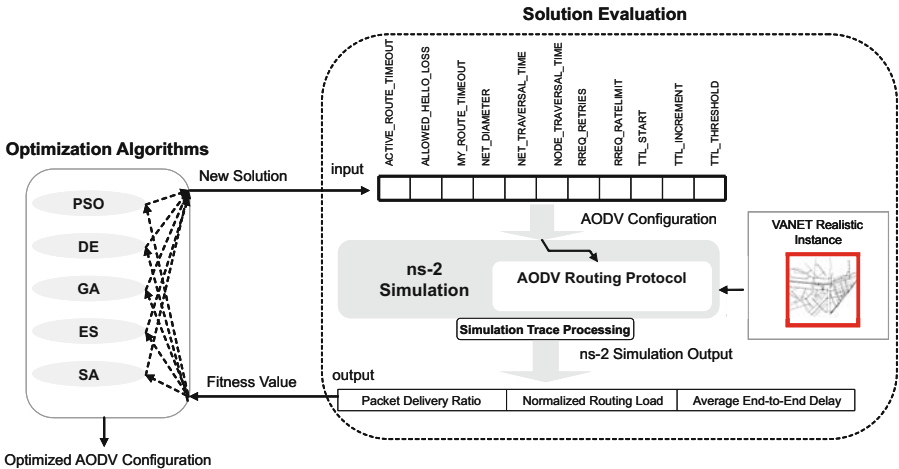 Solution Evaluation
ACTIVE_ROUTE_TIMEOUT
ALLOWED_HELLO_LOSS
MY_ROUTE_TIMEOUT
NET_DIAMETER
NET_TRAVERSAL_TIME
NODE_TRAVERSAL_TIME
RREQ_RETRIES
RREQ_RATELIMIT
TTL_START
TTL_INCREMENT
TTL_THRESHOLD
Optimization Algorithms
New Solution
input
PSO
DE
GA
ES
SA
AODV Configuration
VANET Realistic
Instance
ns-2
Simulation
AODV Routing Protocol
Simulation Trace Processing
ns-2 Simulation Output
Fitness Value
output
Packet Delivery Ratio
Normalized Routing Load
Average End-to-End Delay
Optimized AODV Configuration